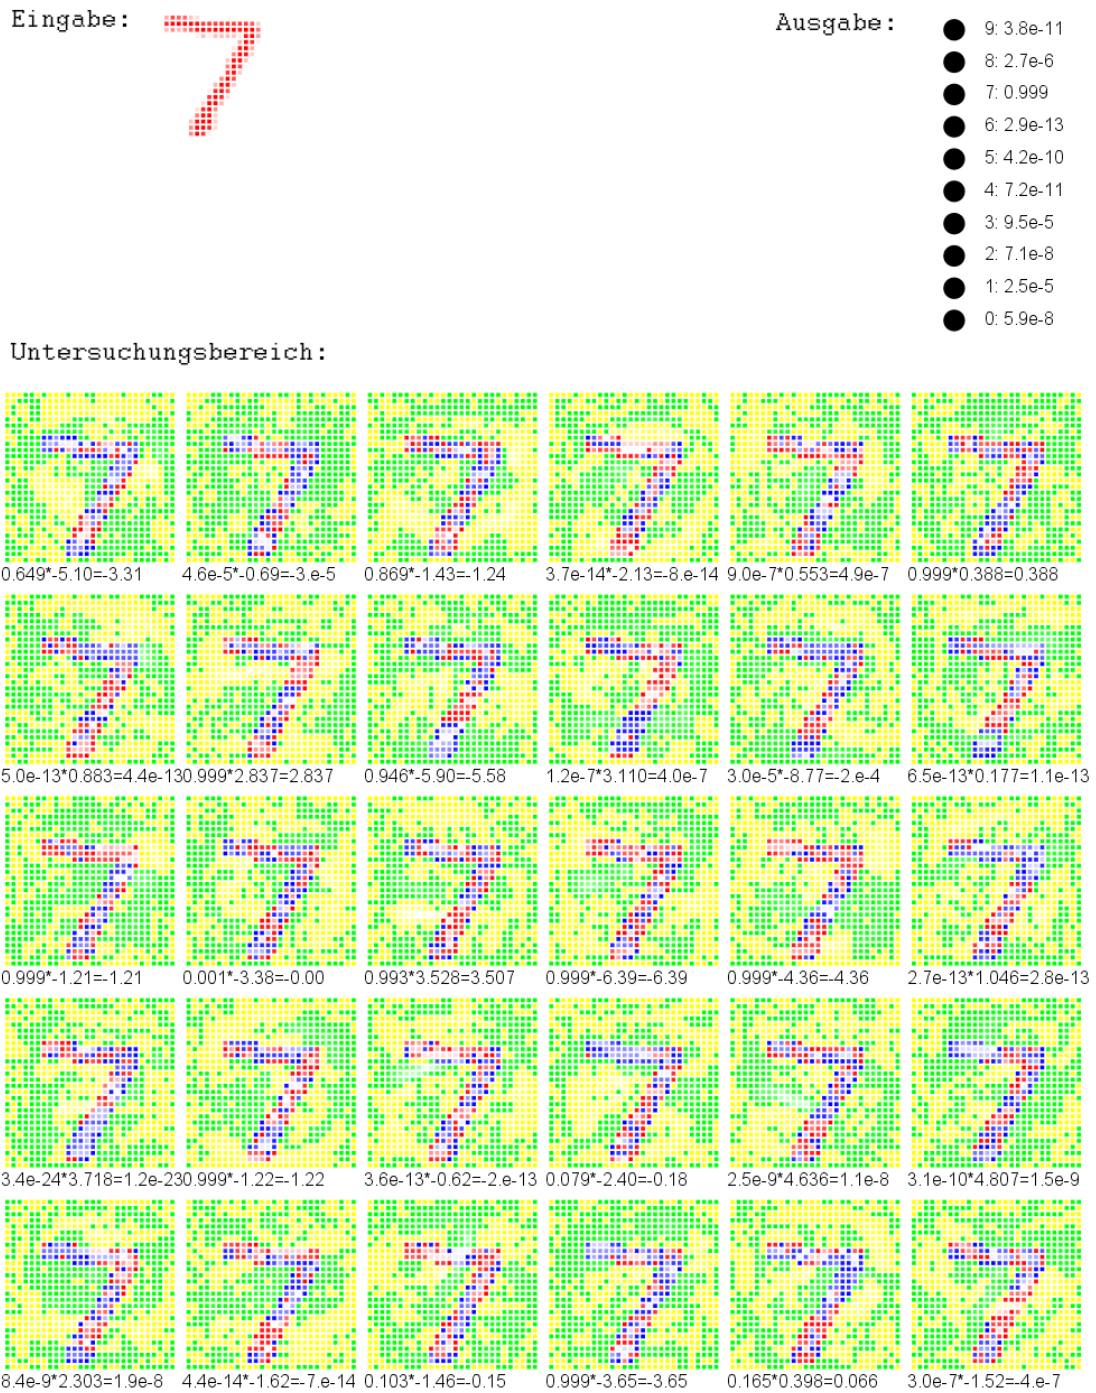 Eingabe:
Ausgabe:
9: 3.8e-11
8: 2.7e-6
7: 0.999
6: 2.9e-13
5: 4.2e-10
4: 7.2e-11
3: 9.5e-5
2: 7.1e-8
1: 2.5e-5
0: 5.9e-8
Untersuchungsbereich:
0.649*-5.10=-3.31 4.6e-5*-0.69=-3.e-5 0.869*-1.43=-1.24 3.7e-14*-2.13=-8.e-14 9.0e-7*0.553=4.9e-7 0.999*0.388=0.388
5.0e-13*0.883=4.4e-13 0.999*2.837=2.837 0.946*-5.90=-5.58 1.2e-7*3.110=4.0e-7 3.0e-5*-8.77=-2.e-4 6.5e-13*0.177=1.1e-13
0.999*-1.21=-1.21 0.001*-3.38=-0.00 0.993*3.528=3.507 0.999*-6.39=-6.39 0.999*-4.36=-4.36 2.7e-13*1.046=2.8e-13
3.4e-24*3.718=1.2e-23 0.999*-1.22=-1.22 3.6e-13*-0.62=-2.e-13 0.079*-2.40=-0.18 2.5e-9*4.636=1.1e-8 3.1e-10*4.807=1.5e-9
8.4e-9*2.303=1.9e-8 4.4e-14*-1.62=-7.e-14 0.103*-1.46=-0.15 0.999*-3.65=-3.65 0.165*0.398=0.066 3.0e-7*-1.52=-4.e-7